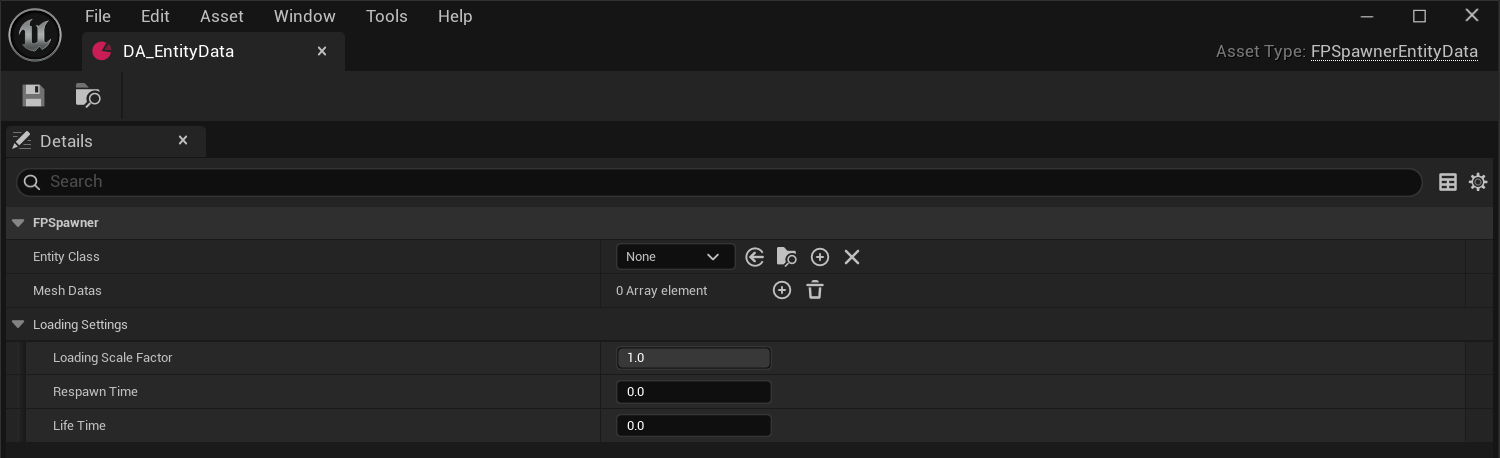 File Edit Asset Window Tools Help
DA_EntityData
Asset Type: FPSpawnerEntityData
Details
Search
FPSpawner
Entity Class None
Mesh Datas 0 Array element
Loading Settings
Loading Scale Factor 1.0
Respawn Time 0.0
Life Time 0.0